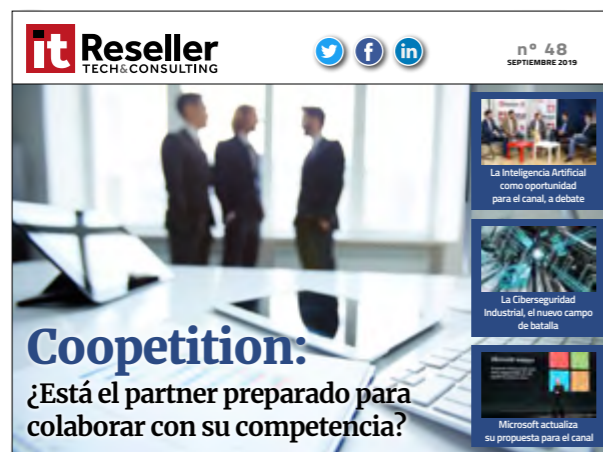 it Reseller
TECH&CONSULTING
nº 48
SEPTIEMBRE 2019
La Inteligencia Artificial
como oportunidad
para el canal, a debate
La Ciberseguridad
Industrial, el nuevo campo
de batalla
Microsoft actualiza
su propuesta para el canal
Coopetition:
¿Está el partner preparado para
colaborar con su competencia?